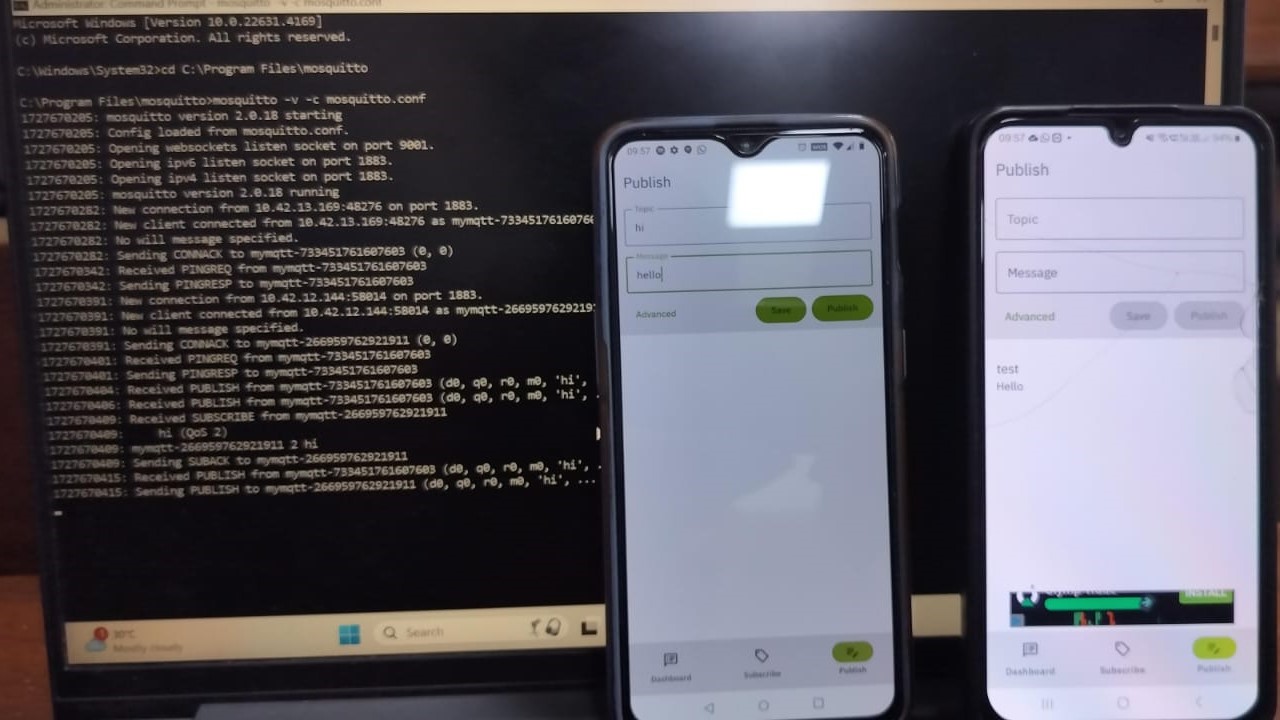 Administrator: Command Prompt - mosquitto -v -c mosquitto.conf
Microsoft Windows [Version 10.0.22631.4169]
(c) Microsoft Corporation. All rights reserved.
C:\Windows\System32>cd C:\Program Files\mosquitto
C:\Program Files\mosquitto>mosquitto -v -c mosquitto.conf
1727670205: mosquitto version 2.0.18 starting
1727670205: Config loaded from mosquitto.conf.
1727670205: Opening websockets listen socket on port 9001.
1727670205: Opening ipv6 listen socket on port 1883.
1727670205: Opening ipv4 listen socket on port 1883.
1727670205: mosquitto version 2.0.18 running
1727670282: New connection from 10.42.13.169:48276 on port 1883.
1727670282: New client connected from 10.42.13.169:48276 as mymqtt-73345176160760
1727670282: No will message specified.
1727670282: Sending CONNACK to mymqtt-733451761607603 (0, 0)
1727670342: Received PINGREQ from mymqtt-733451761607603
1727670342: Sending PINGRESP to mymqtt-733451761607603
1727670391: New connection from 10.42.12.144:58014 on port 1883.
1727670391: New client connected from 10.42.12.144:58014 as mymqtt-26695976292191
1727670391: No will message specified.
1727670391: Sending CONNACK to mymqtt-266959762921911 (0, 0)
1727670401: Received PINGREQ from mymqtt-733451761607603
1727670401: Sending PINGRESP to mymqtt-733451761607603
1727670404: Received PUBLISH from mymqtt-733451761607603 (d0, q0, r0, m0, 'hi',
1727670406: Received PUBLISH from mymqtt-733451761607603 (d0, q0, r0, m0, 'hi', .
1727670409: Received SUBSCRIBE from mymqtt-266959762921911
1727670409: hi (QoS 2)
1727670409: mymqtt-266959762921911 2 hi
1727670409: Sending SUBACK to mymqtt-266959762921911
1727670415: Received PUBLISH from mymqtt-733451761607603 (d0, q0, r0, m0, 'hi', .
1727670415: Sending PUBLISH to mymqtt-266959762921911 (d0, q0, r0, m0, 'hi', ...
30°C
Mostly cloudy
Search
09:57
Publish
Topic
hi
Message
hello
Advanced
Save
Publish
Dashboard
Subscribe
Publish
09:57
94%
Publish
Topic
Message
Advanced
Save
Publish
test
Hello
INSTALL
Dashboard
Subscribe
Publish